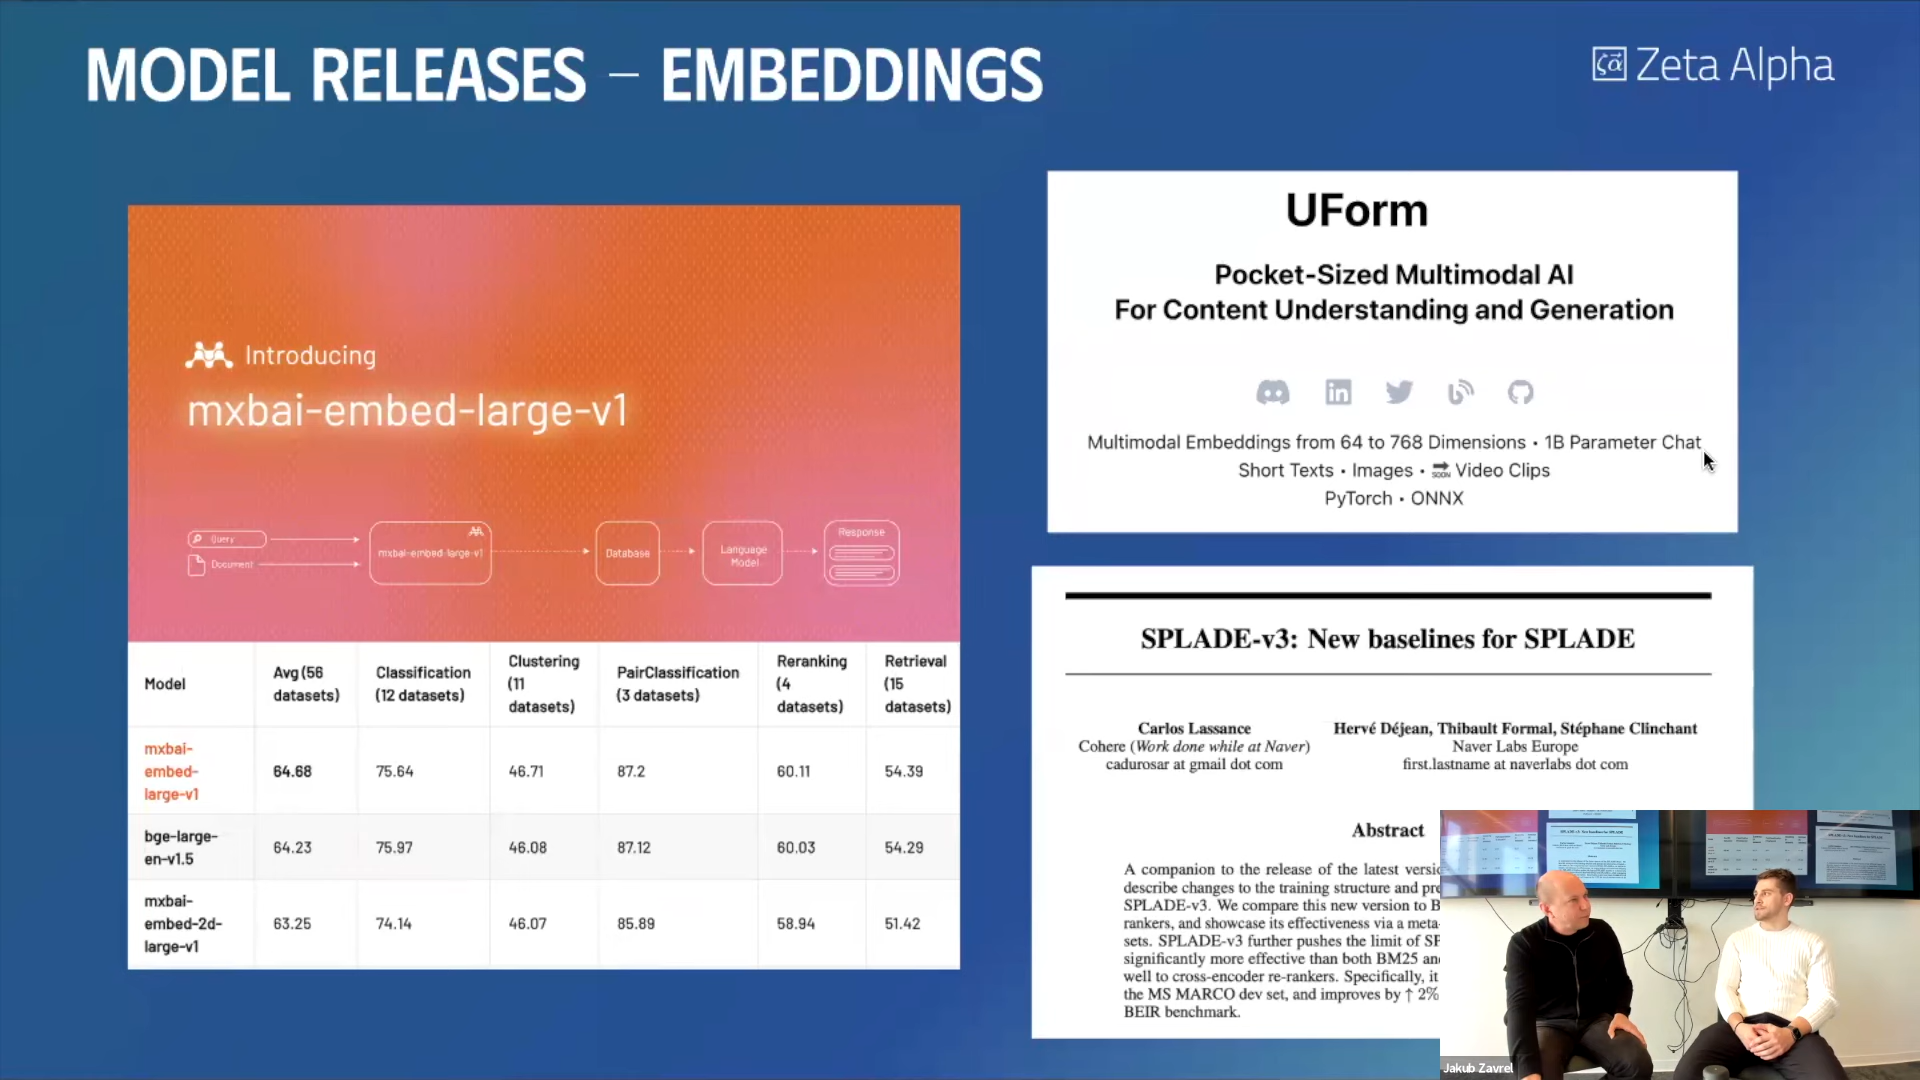 MODEL RELEASES – EMBEDDINGS
Zeta Alpha
Introducing
mxbai-embed-large-v1
Query
Document
mxbai-embed-large-v1
Database
Language
Model
Response
Model
Avg (56
datasets)
Classification
(12 datasets)
Clustering
(11
datasets)
PairClassification
(3 datasets)
Reranking
(4
datasets)
Retrieval
(15
datasets)
mxbai-
embed-
large-v1
64.68
75.64
46.71
87.2
60.11
54.39
bge-large-
en-v1.5
64.23
75.97
46.08
87.12
60.03
54.29
mxbai-
embed-2d-
large-v1
63.25
74.14
46.07
85.89
58.94
51.42
UForm
Pocket-Sized Multimodal AI
For Content Understanding and Generation
Multimodal Embeddings from 64 to 768 Dimensions • 1B Parameter Chat
Short Texts • Images • SOON Video Clips
PyTorch • ONNX
SPLADE-v3: New baselines for SPLADE
Carlos Lassance
Cohere (Work done while at Naver)
cadurosar at gmail dot com
Hervé Déjean, Thibault Formal, Stéphane Clinchant
Naver Labs Europe
first.lastname at naverlabs dot com
Abstract
A companion to the release of the latest versi
describe changes to the training structure and pre
SPLADE-v3. We compare this new version to B
rankers, and showcase its effectiveness via a meta-
sets. SPLADE-v3 further pushes the limit of SP
significantly more effective than both BM25 an
well to cross-encoder re-rankers. Specifically, it
the MS MARCO dev set, and improves by ↑ 2%
BEIR benchmark.
Jakub Zavrel